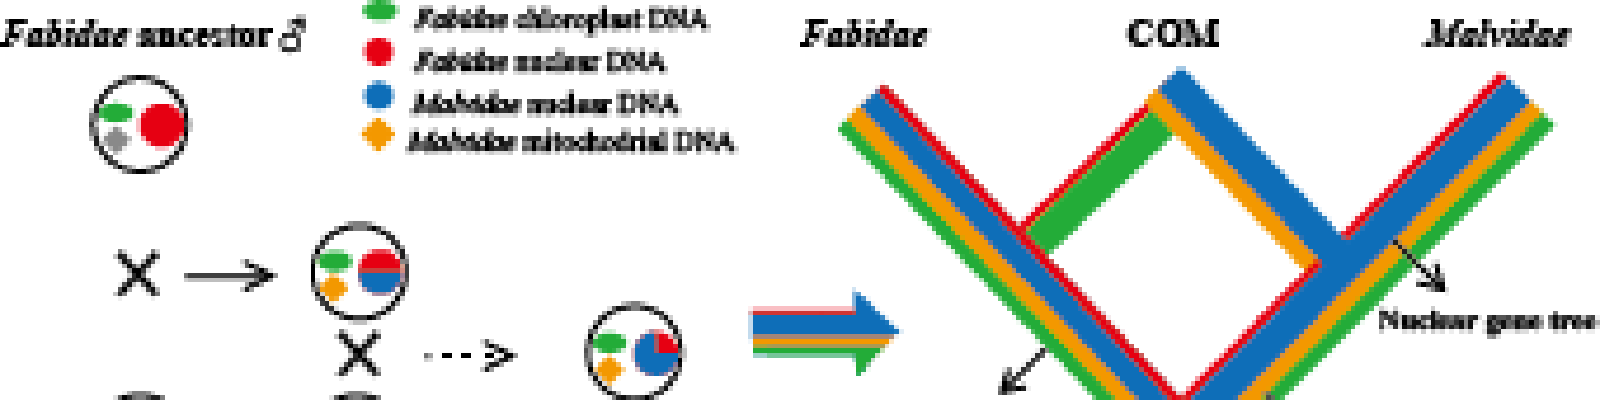 Fabidae ancestor ♂
Fabidae chloroplast DNA
Fabidae nuclear DNA
Malvidae nuclear DNA
Malvidae mitochodrial DNA
Fabidae COM Malvidae
Nuclear gene tree